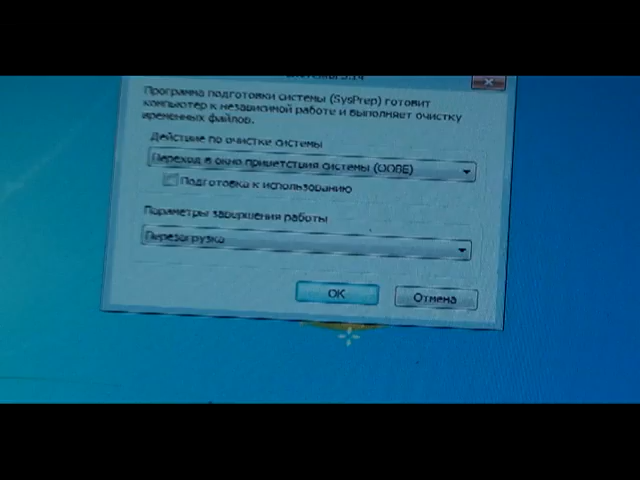 Программа подготовки системы (SysPrep) готовит
компьютер к независимой работе и выполняет очистку
временных файлов.
Действие по очистке системы
Переход в окно приветствия системы (OOBE)
Подготовка к использованию
Параметры завершения работы
Перезагрузка
OK
Отмена